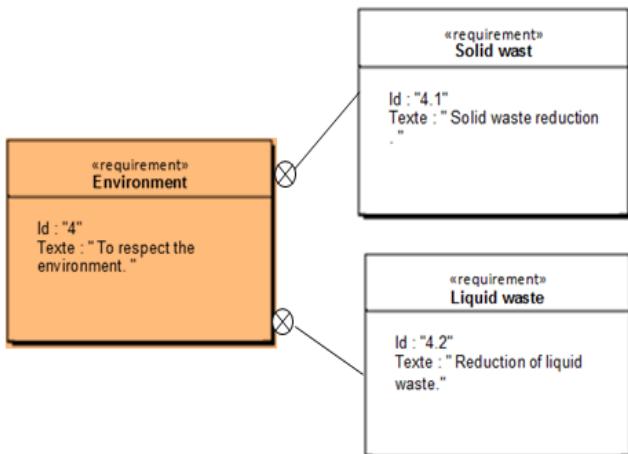 «requirement»
Solid wast
Id : "4.1"
Texte : " Solid waste reduction
. "
«requirement»
Environment
Id : "4"
Texte : " To respect the
environment. "
«requirement»
Liquid waste
Id : "4.2"
Texte : " Reduction of liquid
waste."